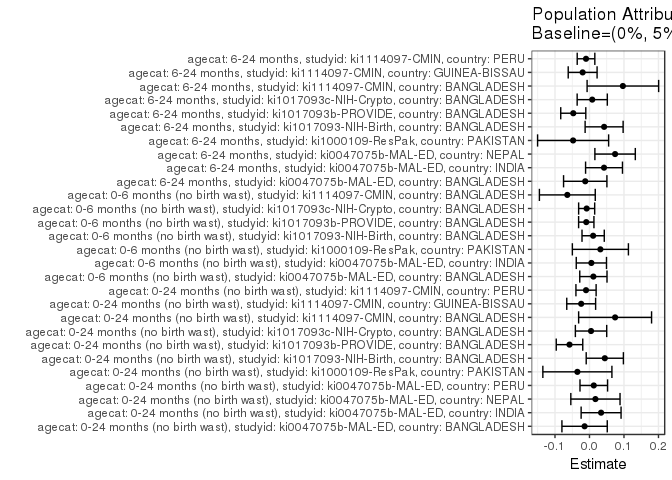 Population Attribu
Baseline=(0%, 5%
agecat: 6-24 months, studyid: ki1114097-CMIN, country: PERU
agecat: 6-24 months, studyid: ki1114097-CMIN, country: GUINEA-BISSAU
agecat: 6-24 months, studyid: ki1114097-CMIN, country: BANGLADESH
agecat: 6-24 months, studyid: ki1017093c-NIH-Crypto, country: BANGLADESH
agecat: 6-24 months, studyid: ki1017093b-PROVIDE, country: BANGLADESH
agecat: 6-24 months, studyid: ki1017093-NIH-Birth, country: BANGLADESH
agecat: 6-24 months, studyid: ki1000109-ResPak, country: PAKISTAN
agecat: 6-24 months, studyid: ki0047075b-MAL-ED, country: NEPAL
agecat: 6-24 months, studyid: ki0047075b-MAL-ED, country: INDIA
agecat: 6-24 months, studyid: ki0047075b-MAL-ED, country: BANGLADESH
agecat: 0-6 months (no birth wast), studyid: ki1114097-CMIN, country: BANGLADESH
agecat: 0-6 months (no birth wast), studyid: ki1017093c-NIH-Crypto, country: BANGLADESH
agecat: 0-6 months (no birth wast), studyid: ki1017093b-PROVIDE, country: BANGLADESH
agecat: 0-6 months (no birth wast), studyid: ki1017093-NIH-Birth, country: BANGLADESH
agecat: 0-6 months (no birth wast), studyid: ki1000109-ResPak, country: PAKISTAN
agecat: 0-6 months (no birth wast), studyid: ki0047075b-MAL-ED, country: INDIA
agecat: 0-6 months (no birth wast), studyid: ki0047075b-MAL-ED, country: BANGLADESH
agecat: 0-24 months (no birth wast), studyid: ki1114097-CMIN, country: PERU
agecat: 0-24 months (no birth wast), studyid: ki1114097-CMIN, country: GUINEA-BISSAU
agecat: 0-24 months (no birth wast), studyid: ki1114097-CMIN, country: BANGLADESH
agecat: 0-24 months (no birth wast), studyid: ki1017093c-NIH-Crypto, country: BANGLADESH
agecat: 0-24 months (no birth wast), studyid: ki1017093b-PROVIDE, country: BANGLADESH
agecat: 0-24 months (no birth wast), studyid: ki1017093-NIH-Birth, country: BANGLADESH
agecat: 0-24 months (no birth wast), studyid: ki1000109-ResPak, country: PAKISTAN
agecat: 0-24 months (no birth wast), studyid: ki0047075b-MAL-ED, country: PERU
agecat: 0-24 months (no birth wast), studyid: ki0047075b-MAL-ED, country: NEPAL
agecat: 0-24 months (no birth wast), studyid: ki0047075b-MAL-ED, country: INDIA
agecat: 0-24 months (no birth wast), studyid: ki0047075b-MAL-ED, country: BANGLADESH
-0.1 0.0 0.1 0.2
Estimate